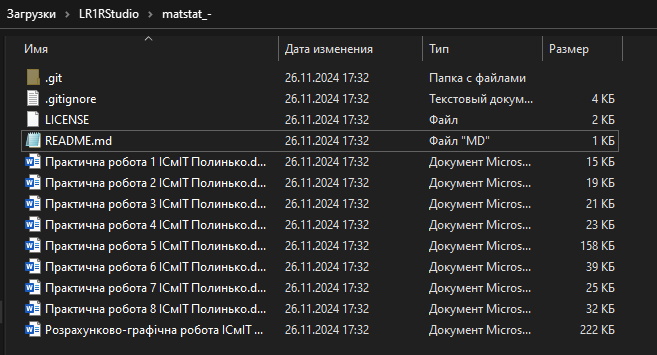 Загрузки > LR1RStudio > matstat_-
Имя Дата изменения Тип Размер
.git 26.11.2024 17:32 Папка с файлами
.gitignore 26.11.2024 17:32 Текстовый докум... 4 КБ
LICENSE 26.11.2024 17:32 Файл 2 КБ
README.md 26.11.2024 17:32 Файл "MD" 1 КБ
Практична робота 1 ІСмІТ Полинько.d... 26.11.2024 17:32 Документ Micros... 15 КБ
Практична робота 2 ІСмІТ Полинько.d... 26.11.2024 17:32 Документ Micros... 19 КБ
Практична робота 3 ІСмІТ Полинько.d... 26.11.2024 17:32 Документ Micros... 21 КБ
Практична робота 4 ІСмІТ Полинько.d... 26.11.2024 17:32 Документ Micros... 23 КБ
Практична робота 5 ІСмІТ Полинько.d... 26.11.2024 17:32 Документ Micros... 158 КБ
Практична робота 6 ІСмІТ Полинько.d... 26.11.2024 17:32 Документ Micros... 39 КБ
Практична робота 7 ІСмІТ Полинько.d... 26.11.2024 17:32 Документ Micros... 25 КБ
Практична робота 8 ІСмІТ Полинько.d... 26.11.2024 17:32 Документ Micros... 32 КБ
Розрахунково-графічна робота ІСмІТ ... 26.11.2024 17:32 Документ Micros... 222 КБ